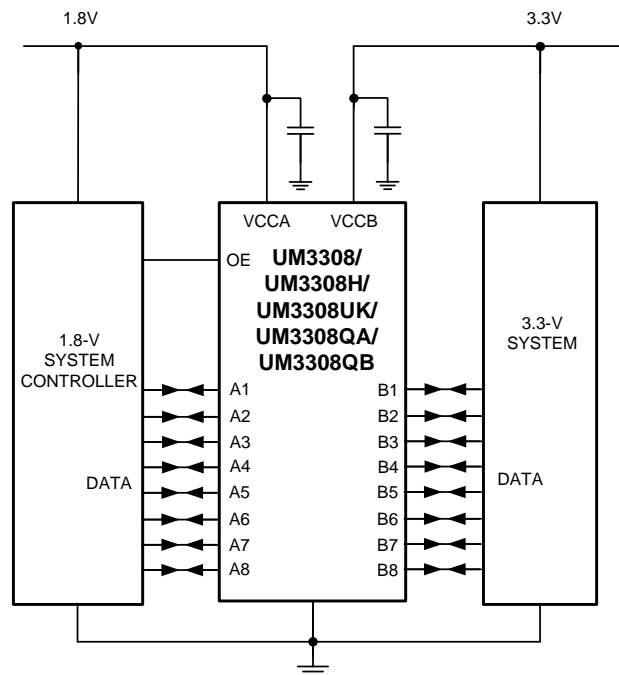 1.8V
3.3V
VCCA
VCCB
OE
UM3308/
UM3308H/
UM3308UK/
UM3308QA/
UM3308QB
1.8-V
SYSTEM
CONTROLLER
DATA
A1
A2
A3
A4
A5
A6
A7
A8
B1
B2
B3
B4
B5
B6
B7
B8
3.3-V
SYSTEM
DATA